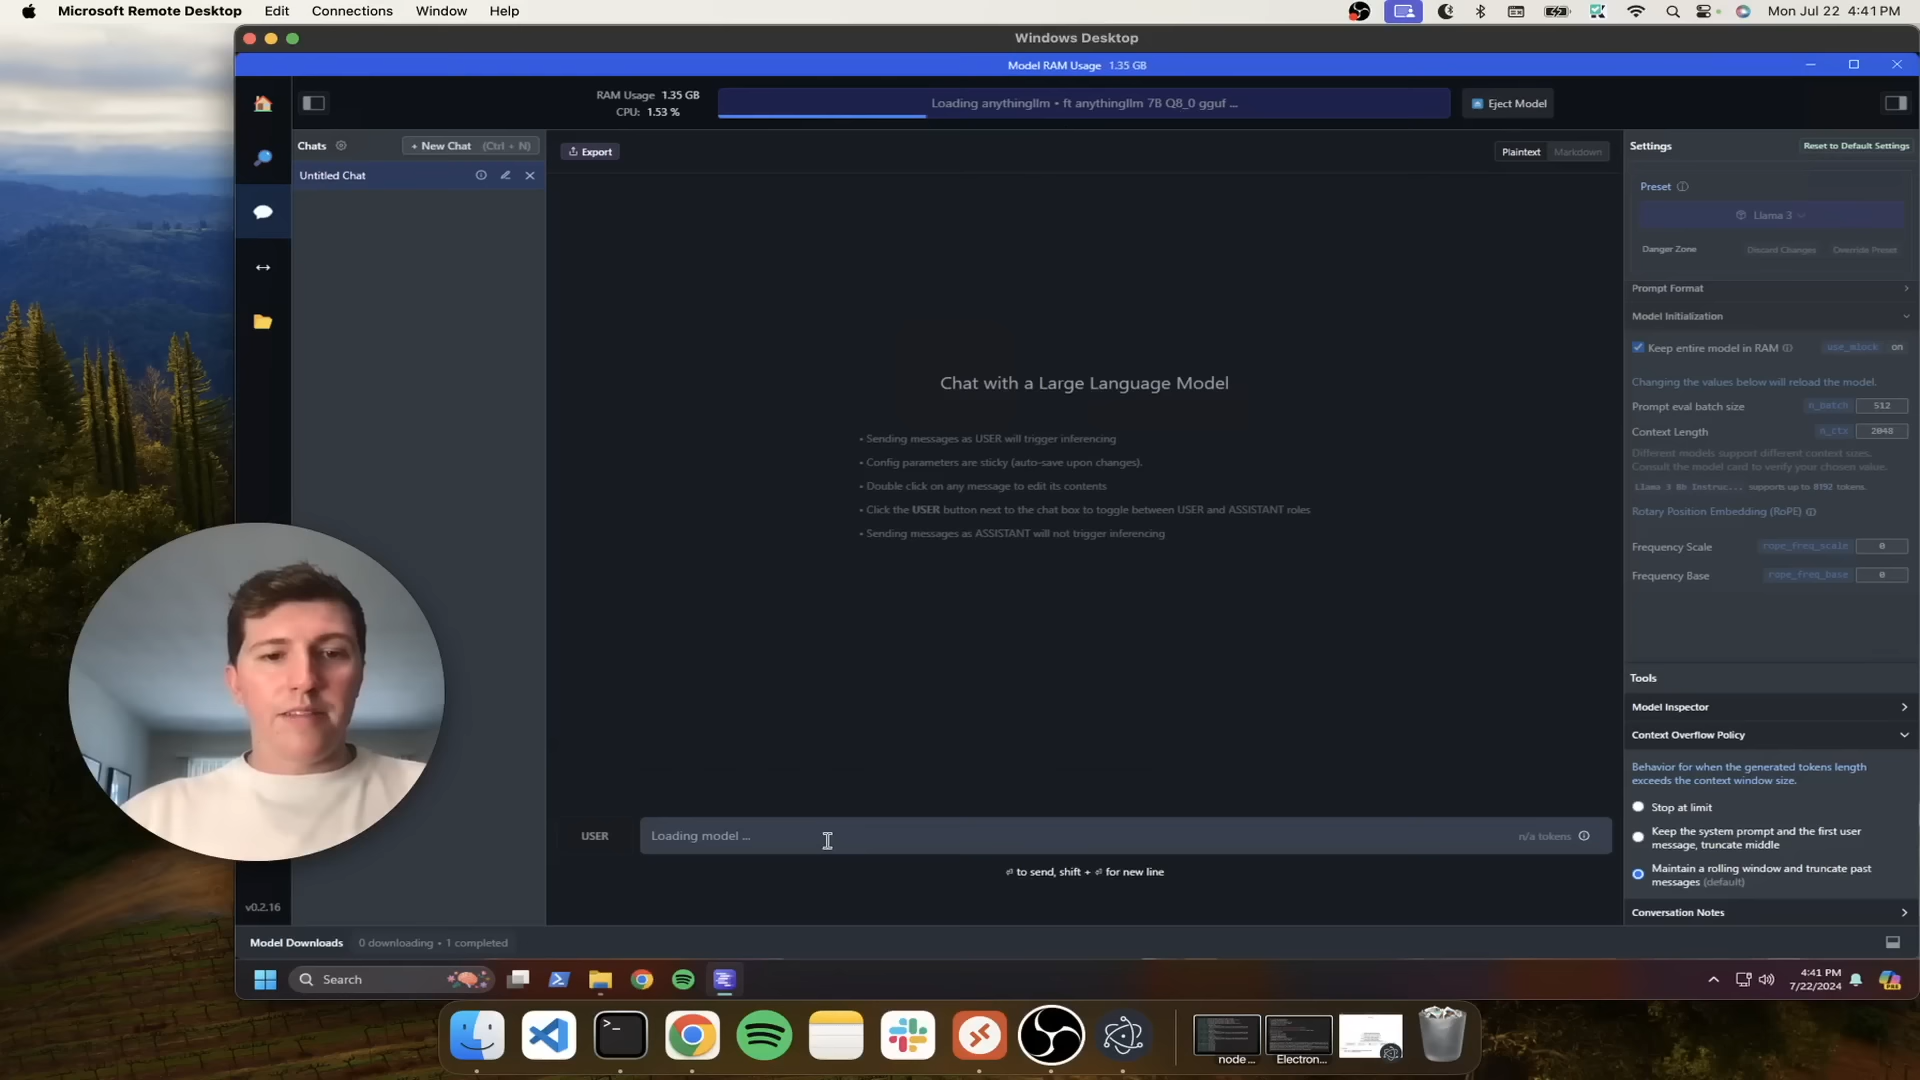 Microsoft Remote Desktop Edit Connections Window Help
Mon Jul 22 4:41 PM
Windows Desktop
Model RAM Usage 1.35 GB
RAM Usage 1.35 GB
CPU: 1.53 %
Loading anythingllm • ft anythingllm 7B Q8_0 gguf ...
Eject Model
Chats
+ New Chat (Ctrl + N)
Untitled Chat
Export
Plaintext Markdown
Chat with a Large Language Model
• Sending messages as USER will trigger inferencing
• Config parameters are sticky (auto-save upon changes).
• Double click on any message to edit its contents
• Click the USER button next to the chat box to toggle between USER and ASSISTANT roles
• Sending messages as ASSISTANT will not trigger inferencing
USER
Loading model ...
n/a tokens
⏎ to send, shift + ⏎ for new line
Settings
Reset to Default Settings
Preset
Llama 3
Danger Zone Discard Changes Override Preset
Prompt Format
Model Initialization
Keep entire model in RAM use_mlock on
Changing the values below will reload the model.
Prompt eval batch size n_batch 512
Context Length n_ctx 2048
Different models support different context sizes.
Consult the model card to verify your chosen value.
Llama 3 8b Instruc... supports up to 8192 tokens.
Rotary Position Embedding (RoPE)
Frequency Scale rope_freq_scale 0
Frequency Base rope_freq_base 0
Tools
Model Inspector
Context Overflow Policy
Behavior for when the generated tokens length
exceeds the context window size.
Stop at limit
Keep the system prompt and the first user
message, truncate middle
Maintain a rolling window and truncate past
messages (default)
Conversation Notes
v0.2.16
Model Downloads 0 downloading • 1 completed
Search
4:41 PM
7/22/2024
node ...
Electron...